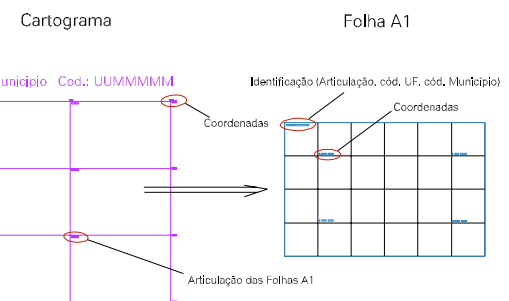 Cartograma
Folha A1
unicipio Cod.: UUMMMMM
Identificação (Articulação, cód. UF, cód. Município)
Coordenadas
Coordenadas
Articulação das Folhas A1